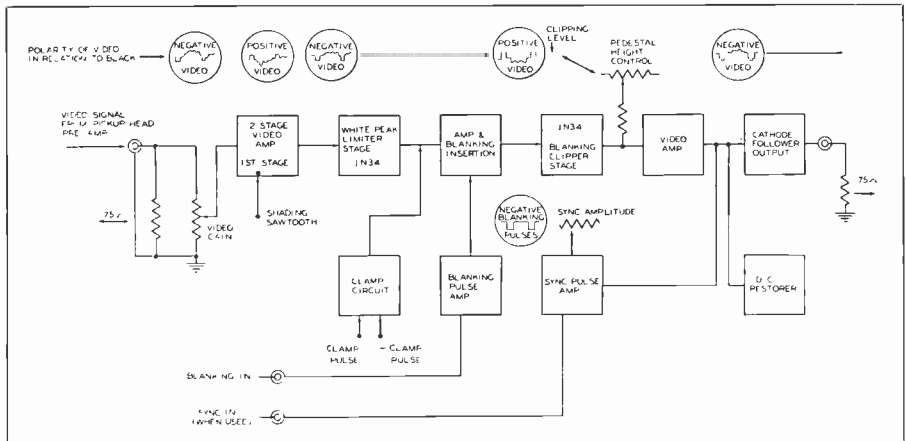 POLARITY OF VIDEO
IN RELATION TO BLACK
NEGATIVE
VIDEO
POSITIVE
VIDEO
NEGATIVE
VIDEO
POSITIVE
VIDEO
CLIPPING
LEVEL
PEDESTAL
HEIGHT
CONTROL
NEGATIVE
VIDEO
VIDEO SIGNAL
FROM PICKUP HEAD
PRE AMP
75Ω
VIDEO
GAIN
2 STAGE
VIDEO
AMP
1ST STAGE
SHADING
SAWTOOTH
WHITE PEAK
LIMITER
STAGE
1N34
AMP &
BLANKING
INSERTION
1N34
BLANKING
CLIPPER
STAGE
VIDEO
AMP
CATHODE
FOLLOWER
OUTPUT
75Ω
NEGATIVE
BLANKING
PULSES
SYNC AMPLITUDE
CLAMP
CIRCUIT
BLANKING
PULSE
AMP
SYNC PULSE
AMP
D-C
RESTORER
CLAMP
PULSE
- CLAMP
PULSE
BLANKING IN
SYNC IN
(WHEN USED)